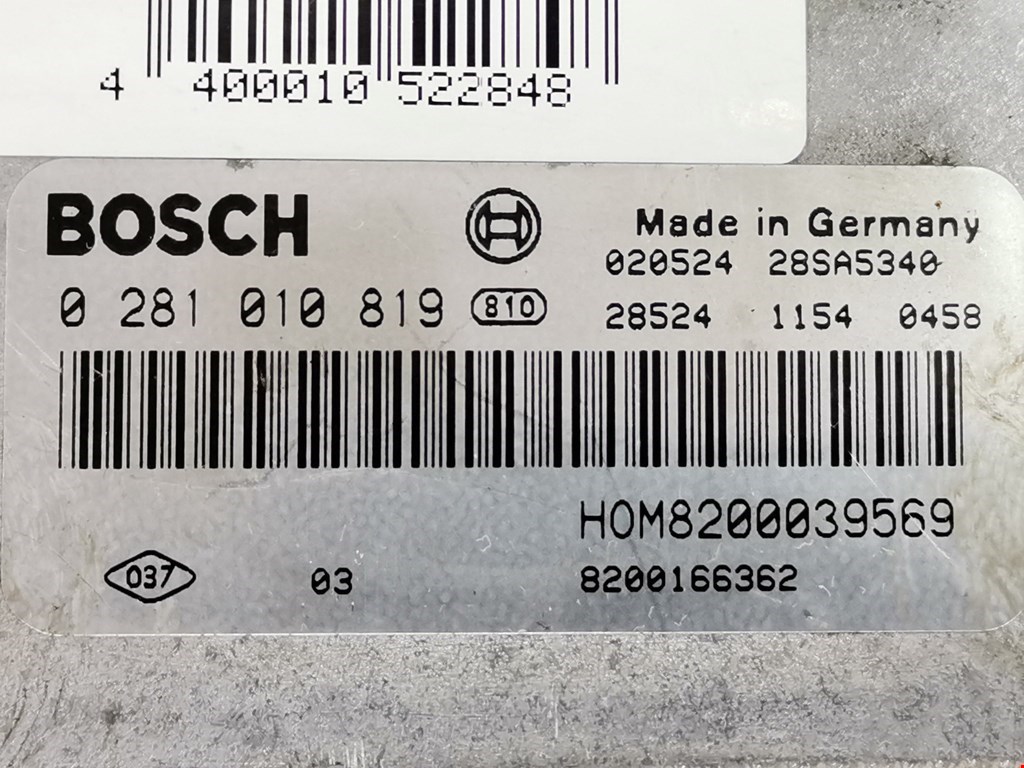 4 400010 522848
BOSCH
Made in Germany
020524 28SA5340
0 281 010 819 810
28524 1154 0458
HOM8200039569
037 03 8200166362